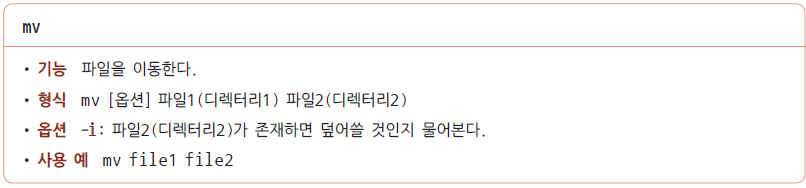 mv
• 기능 파일을 이동한다.
• 형식 mv [옵션] 파일1(디렉터리1) 파일2(디렉터리2)
• 옵션 -i: 파일2(디렉터리2)가 존재하면 덮어쓸 것인지 물어본다.
• 사용 예 mv file1 file2